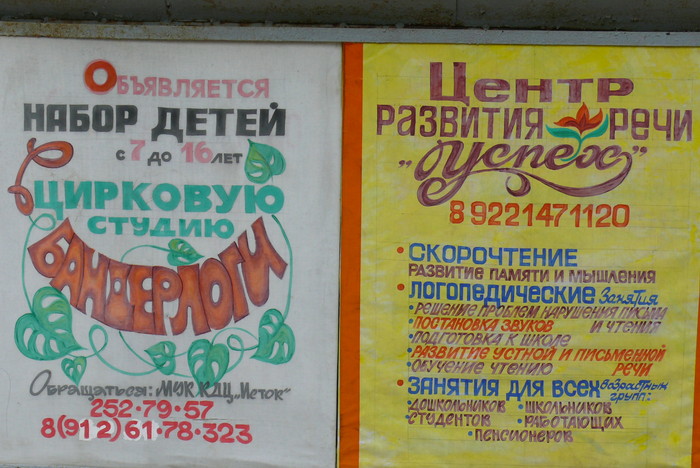 Объявляется
НАБОР ДЕТЕЙ
с 7 до 16 лет
в ЦИРКОВУЮ
СТУДИЮ
БАНДЕРЛОГИ
Обращаться: МУК КДЦ „Исток"
252-79-57
8(912)61-78-323
ЦЕНТР
РАЗВИТИЯ РЕЧИ
„Успех"
8 9221471120
• СКОРОЧТЕНИЕ
РАЗВИТИЕ ПАМЯТИ И МЫШЛЕНИЯ
• ЛОГОПЕДИЧЕСКИЕ Занятия
• РЕШЕНИЕ ПРОБЛЕМ НАРУШЕНИЯ ПИСЬМА
И ЧТЕНИЯ
• ПОСТАНОВКА ЗВУКОВ
• ПОДГОТОВКА К ШКОЛЕ
• РАЗВИТИЕ УСТНОЙ И ПИСЬМЕННОЙ
РЕЧИ
• ОБУЧЕНИЕ ЧТЕНИЮ
• ЗАНЯТИЯ ДЛЯ ВСЕХ возрастных
групп:
• ДОШКОЛЬНИКОВ • ШКОЛЬНИКОВ
• СТУДЕНТОВ • РАБОТАЮЩИХ
• ПЕНСИОНЕРОВ